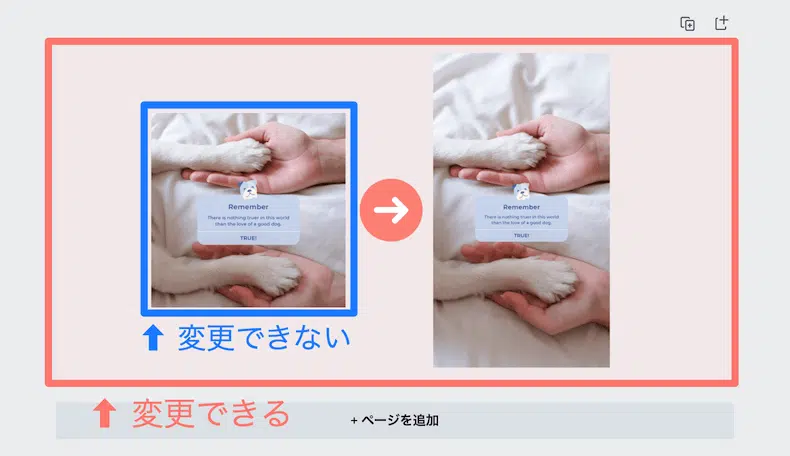 Remember
There is nothing truer in this world
than the love of a good dog.
TRUE!
Remember
There is nothing truer in this world
than the love of a good dog.
TRUE!
変更できない
変更できる
+ ページを追加